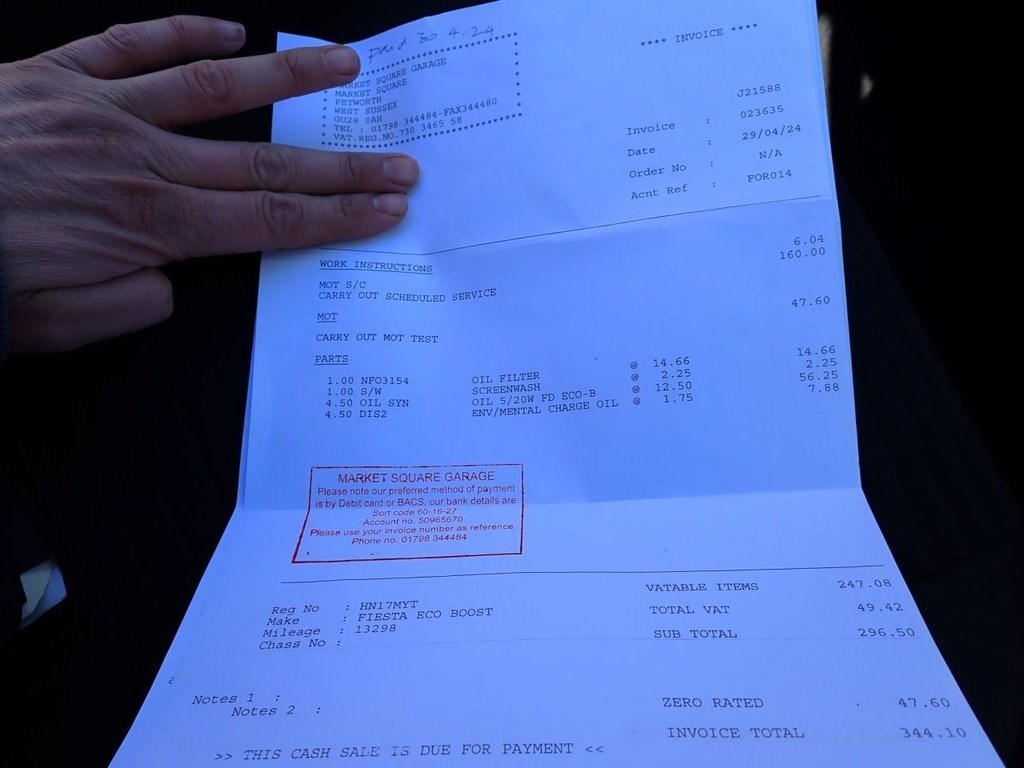 Paid 30.4.24
**** INVOICE ****
MARKET SQUARE GARAGE
MARKET SQUARE
PETWORTH
WEST SUSSEX
GU28 0AH
TEL : 01798 344484-FAX344480
VAT.REG.NO.730 3465 58
J21588
Invoice : 023635
Date : 29/04/24
Order No : N/A
Acnt Ref : FOR014
WORK INSTRUCTIONS
MOT S/C 6.04
CARRY OUT SCHEDULED SERVICE 160.00
MOT
CARRY OUT MOT TEST 47.60
PARTS
1.00 NFO3154 OIL FILTER @ 14.66 14.66
1.00 S/W SCREENWASH @ 2.25 2.25
4.50 OIL SYN OIL 5/20W FD ECO-B @ 12.50 56.25
4.50 DIS2 ENV/MENTAL CHARGE OIL @ 1.75 7.88
MARKET SQUARE GARAGE
Please note our preferred method of payment
is by Debit card or BACS, our bank details are
Sort code 60-16-27
Account no. 50965670
Please use your invoice number as reference
Phone no. 01798 344484
Reg No : HN17MYT
Make : FIESTA ECO BOOST
Mileage : 13298
Chass No :
VATABLE ITEMS 247.08
TOTAL VAT 49.42
SUB TOTAL 296.50
Notes 1 :
Notes 2 :
ZERO RATED 47.60
INVOICE TOTAL 344.10
>> THIS CASH SALE IS DUE FOR PAYMENT <<